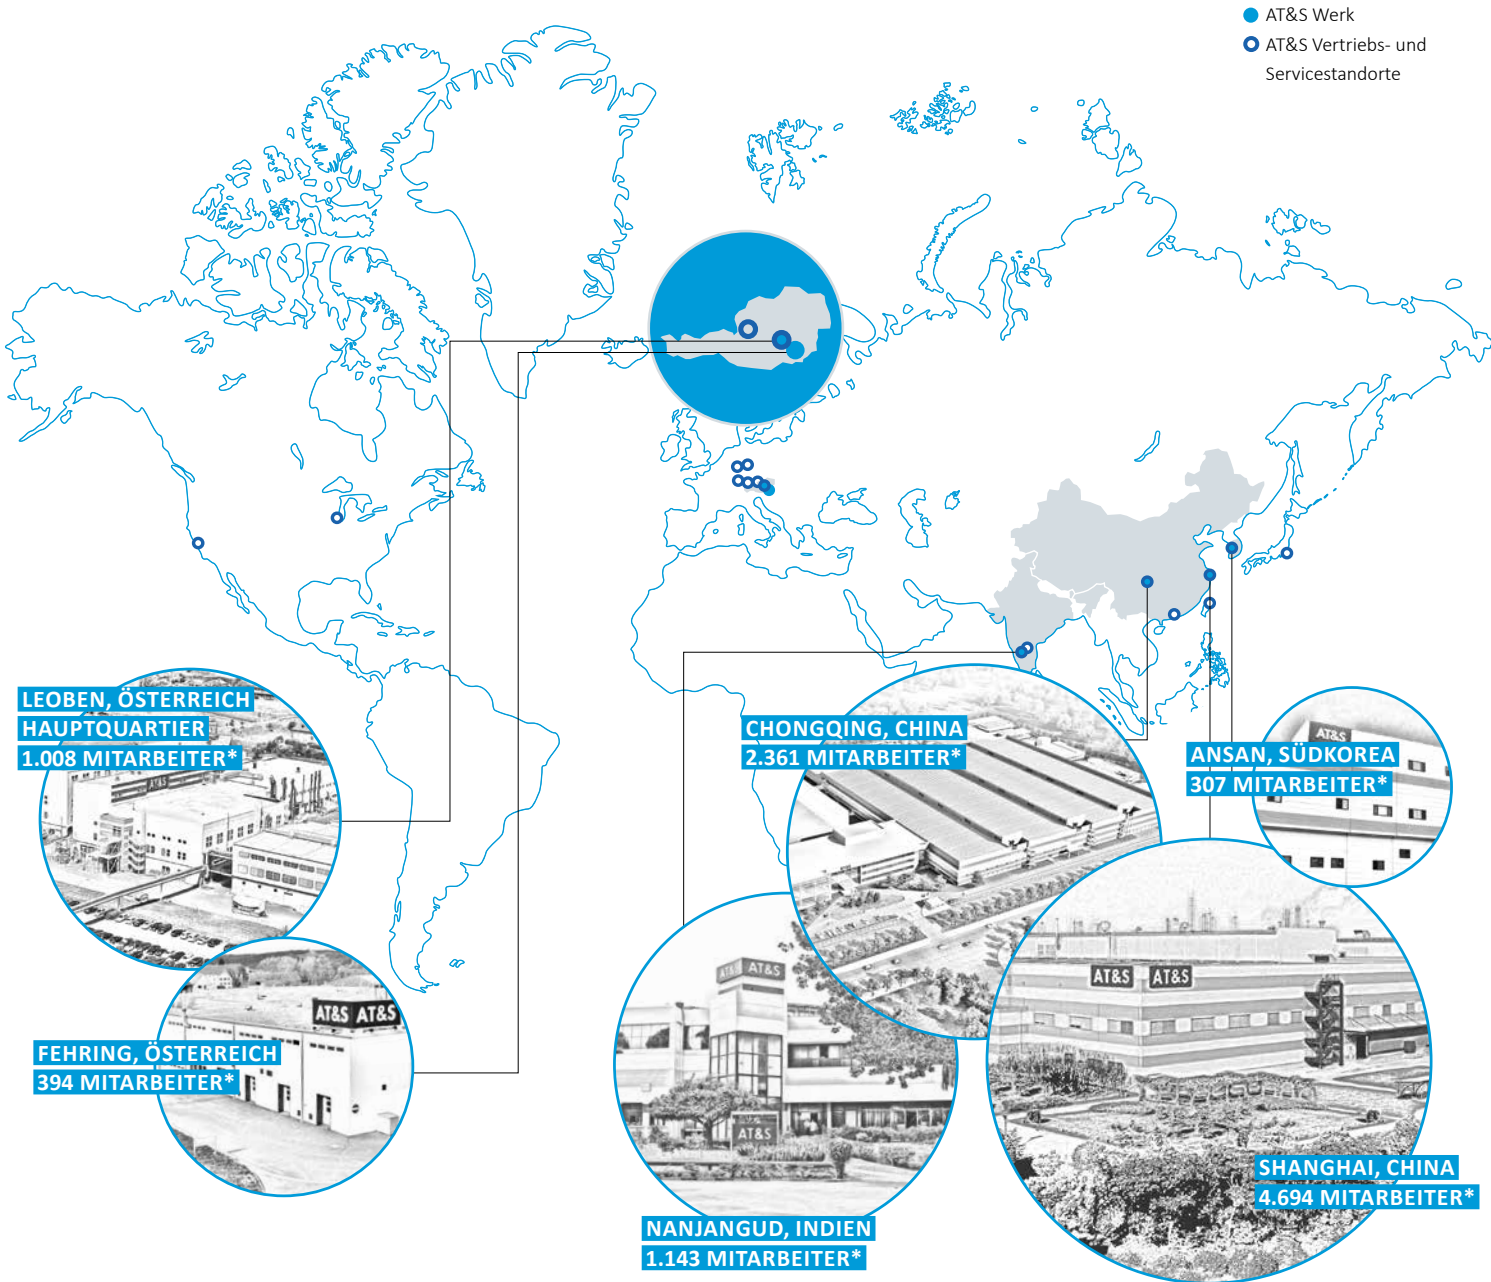 AT&S Werk
AT&S Vertriebs- und
Servicestandorte
LEOBEN, ÖSTERREICH
HAUPTQUARTIER
1.008 MITARBEITER*
AT&S
CHONGQING, CHINA
2.361 MITARBEITER*
AT&S
ANSAN, SÜDKOREA
307 MITARBEITER*
AT&S AT&S
FEHRING, ÖSTERREICH
394 MITARBEITER*
AT&S AT&S
AT&S
NANJANGUD, INDIEN
1.143 MITARBEITER*
AT&S AT&S
SHANGHAI, CHINA
4.694 MITARBEITER*